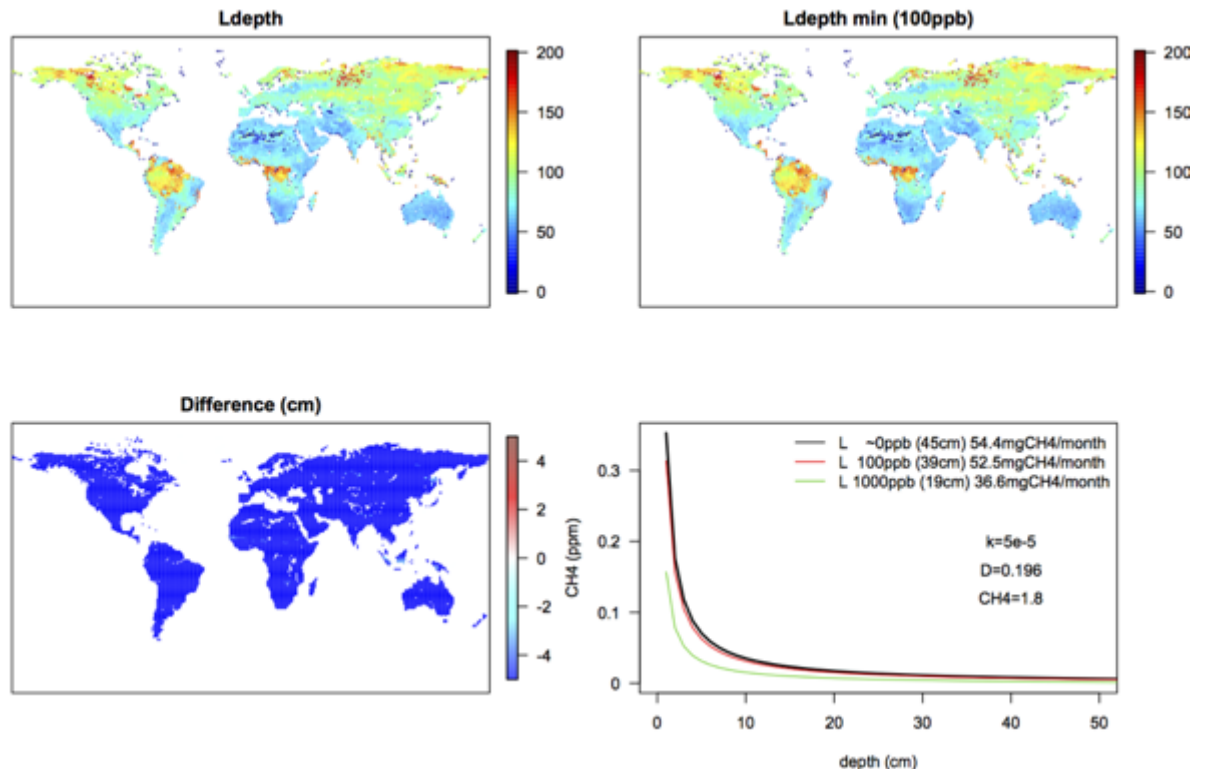 Ldepth
200
150
100
50
0
Ldepth min (100ppb)
200
150
100
50
0
Difference (cm)
4
2
0
-2
-4
CH4 (ppm)
0.3
0.2
0.1
0
L ~0ppb (45cm) 54.4mgCH4/month
L 100ppb (39cm) 52.5mgCH4/month
L 1000ppb (19cm) 36.6mgCH4/month
k=5e-5
D=0.196
CH4=1.8
0 10 20 30 40 50
depth (cm)